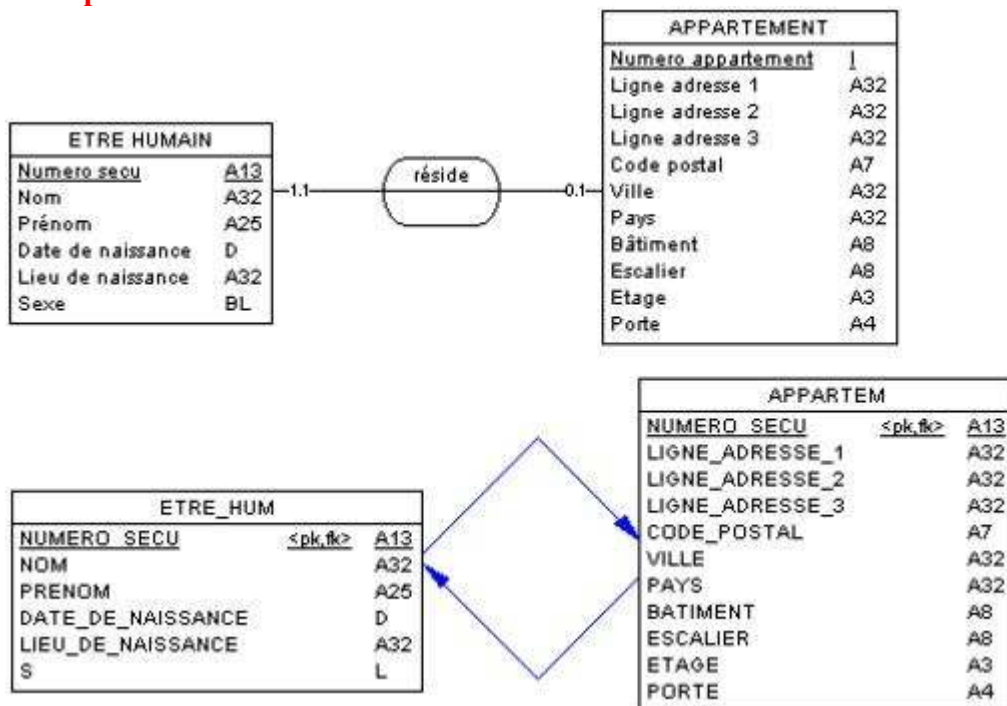 APPARTEMENT
Numero appartement I
Ligne adresse 1 A32
Ligne adresse 2 A32
Ligne adresse 3 A32
Code postal A7
Ville A32
Pays A32
Bâtiment A8
Escalier A8
Etage A3
Porte A4
ETRE HUMAIN
Numero secu A13
Nom A32
Prénom A25
Date de naissance D
Lieu de naissance A32
Sexe BL
1.1
réside
0.1
APPARTEM
NUMERO_SECU <pk,fk> A13
LIGNE_ADRESSE_1 A32
LIGNE_ADRESSE_2 A32
LIGNE_ADRESSE_3 A32
CODE_POSTAL A7
VILLE A32
PAYS A32
BATIMENT A8
ESCALIER A8
ETAGE A3
PORTE A4
ETRE_HUM
NUMERO_SECU <pk,fk> A13
NOM A32
PRENOM A25
DATE_DE_NAISSANCE D
LIEU_DE_NAISSANCE A32
S L